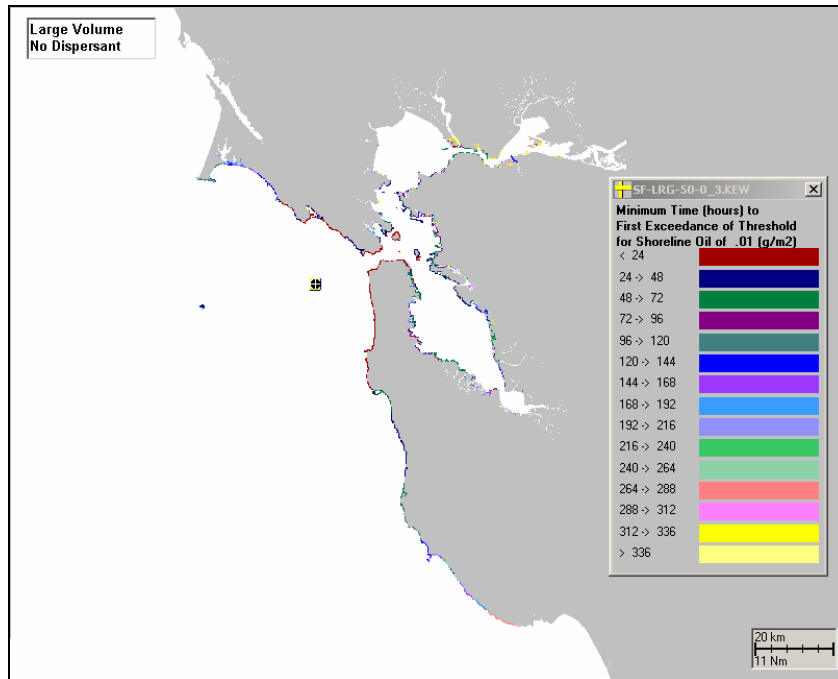 Large Volume
No Dispersant
SF-LRG-50-0_3.KEW
Minimum Time (hours) to
First Exceedance of Threshold
for Shoreline Oil of .01 (g/m2)
< 24
24 -> 48
48 -> 72
72 -> 96
96 -> 120
120 -> 144
144 -> 168
168 -> 192
192 -> 216
216 -> 240
240 -> 264
264 -> 288
288 -> 312
312 -> 336
> 336
20 km
11 Nm